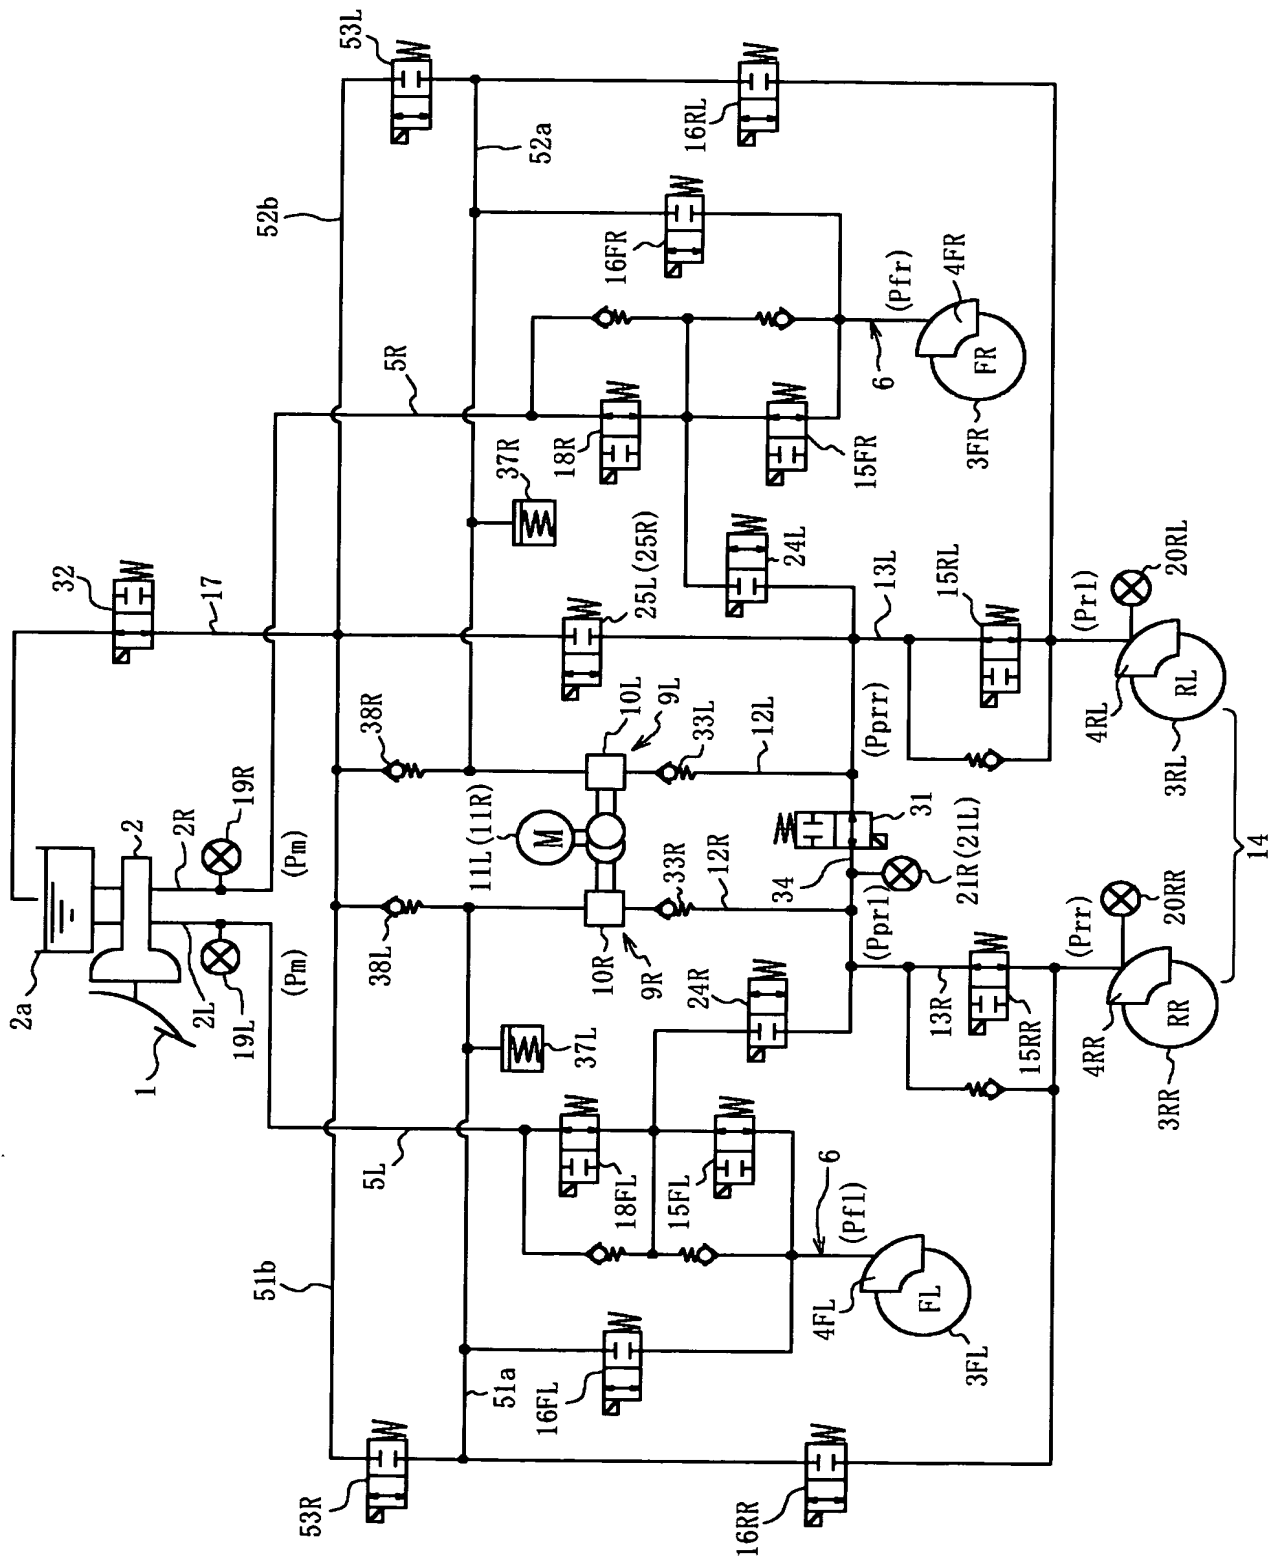 53L
52b
52a
16RL
16FR
(Pfr)
4FR
FR
6
3FR
5R
18R
15FR
37R
24L
25L(25R)
32
17
13L
15RL
(Prl)
20RL
4RL
RL
3RL
38R
10L
9L
33L
12L
(Pprr)
31
19R
(Pm)
2
2R
11L(11R)
M
34
21R(21L)
14
33R
12R
(Pprl)
2a
2L
19L
(Pm)
1
38L
10R
9R
24R
13R
15RR
(Prr)
20RR
4RR
RR
3RR
37L
5L
18FL
15FL
6
(Pfl)
4FL
FL
3FL
51b
51a
16FL
53R
16RR